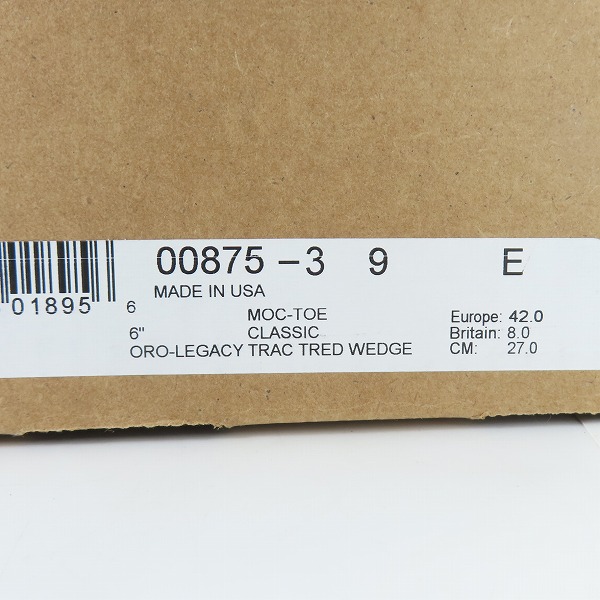 00875 -3 9 E
MADE IN USA
01895 6
MOC-TOE
6" CLASSIC
ORO-LEGACY TRAC TRED WEDGE
Europe: 42.0
Britain: 8.0
CM: 27.0